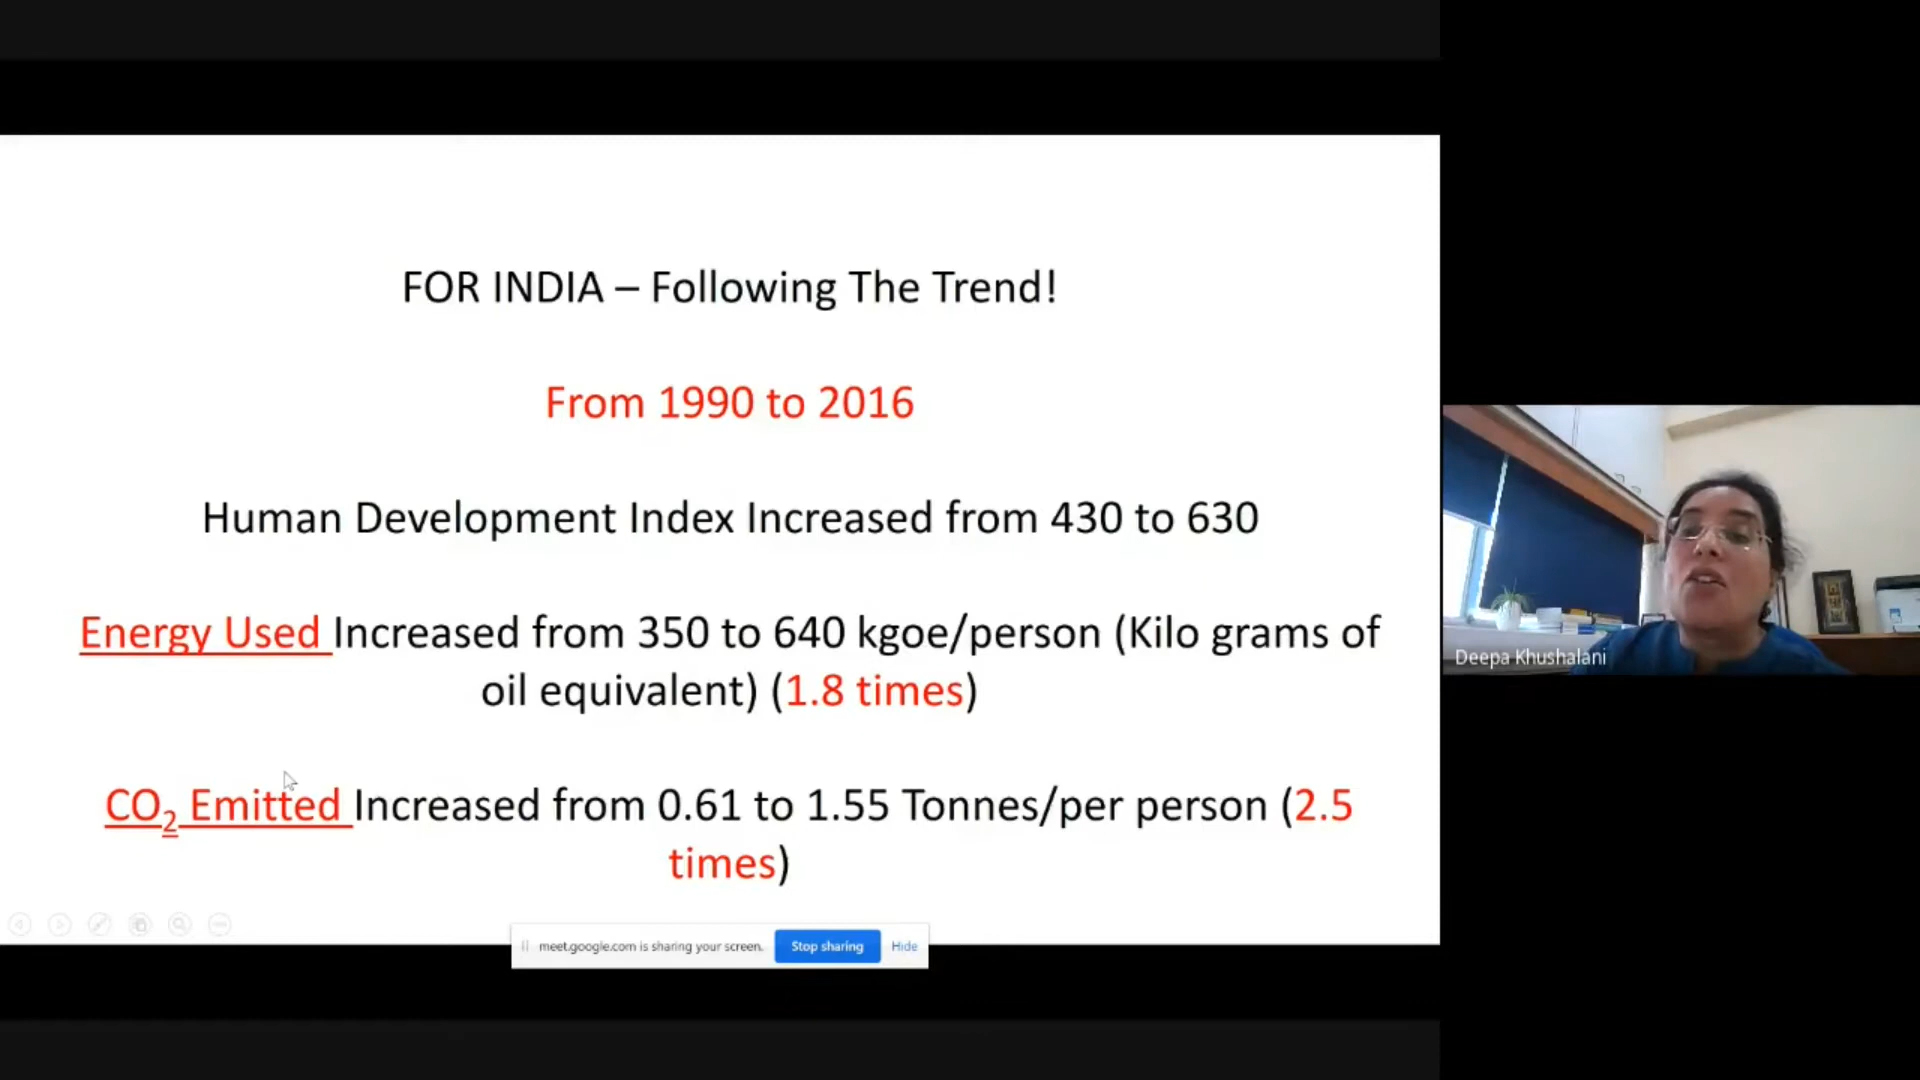 FOR INDIA – Following The Trend!
From 1990 to 2016
Human Development Index Increased from 430 to 630
Energy Used Increased from 350 to 640 kgoe/person (Kilo grams of
oil equivalent) (1.8 times)
CO₂ Emitted Increased from 0.61 to 1.55 Tonnes/per person (2.5
times)
meet.google.com is sharing your screen. Stop sharing Hide
Deepa Khushalani